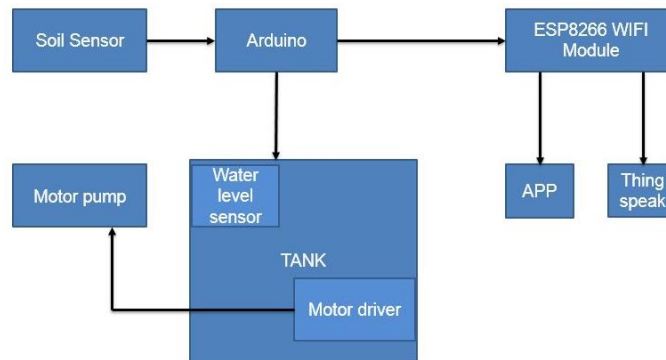 Soil Sensor
Arduino
ESP8266 WIFI
Module
Motor pump
Water
level
sensor
TANK
Motor driver
APP
Thing
speak